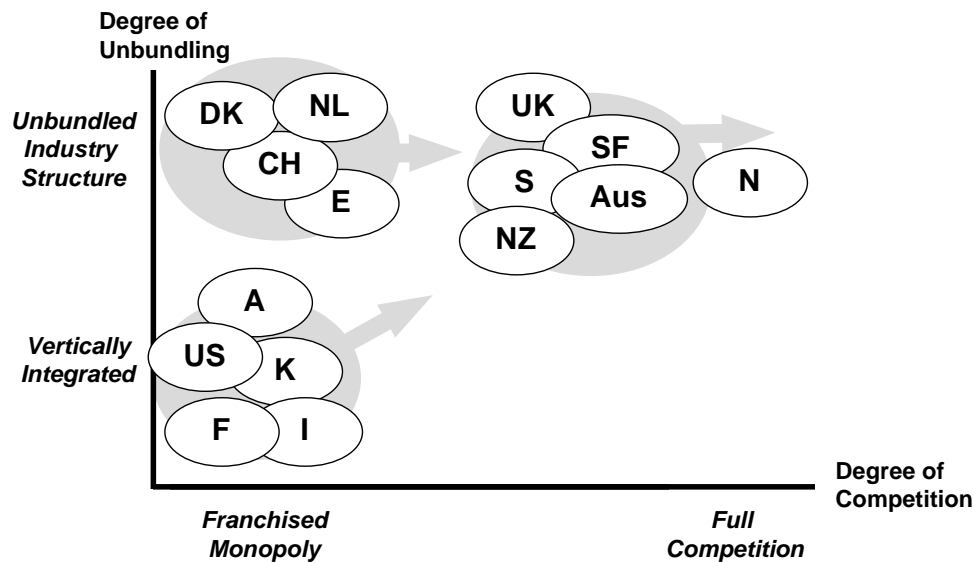 Degree of
Unbundling
Unbundled
Industry
Structure
DK
NL
CH
E
UK
SF
S
Aus
N
NZ
A
Vertically
Integrated
US
K
F
I
Degree of
Competition
Franchised
Monopoly
Full
Competition